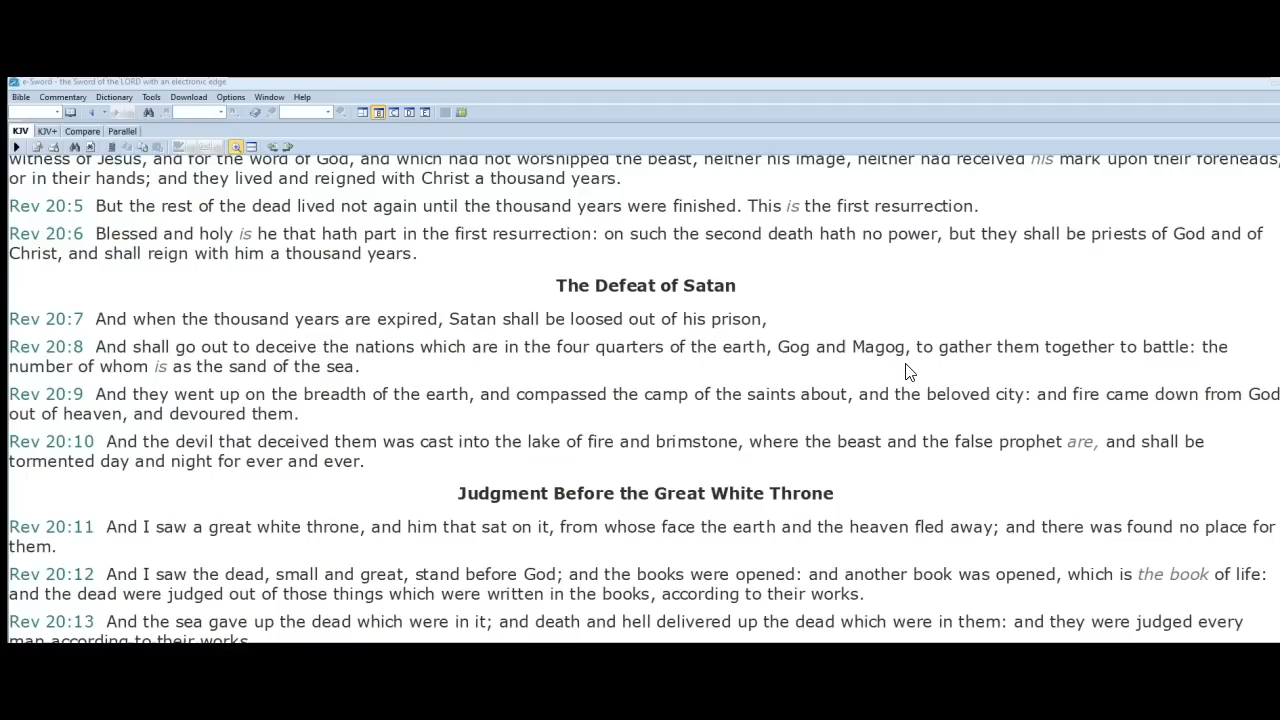 e-Sword - the Sword of the LORD with an electronic edge
Bible Commentary Dictionary Tools Download Options Window Help
KJV KJV+ Compare Parallel
witness of Jesus, and for the word of God, and which had not worshipped the beast, neither his image, neither had received his mark upon their foreheads,
or in their hands; and they lived and reigned with Christ a thousand years.
Rev 20:5 But the rest of the dead lived not again until the thousand years were finished. This is the first resurrection.
Rev 20:6 Blessed and holy is he that hath part in the first resurrection: on such the second death hath no power, but they shall be priests of God and of
Christ, and shall reign with him a thousand years.
The Defeat of Satan
Rev 20:7 And when the thousand years are expired, Satan shall be loosed out of his prison,
Rev 20:8 And shall go out to deceive the nations which are in the four quarters of the earth, Gog and Magog, to gather them together to battle: the
number of whom is as the sand of the sea.
Rev 20:9 And they went up on the breadth of the earth, and compassed the camp of the saints about, and the beloved city: and fire came down from God
out of heaven, and devoured them.
Rev 20:10 And the devil that deceived them was cast into the lake of fire and brimstone, where the beast and the false prophet are, and shall be
tormented day and night for ever and ever.
Judgment Before the Great White Throne
Rev 20:11 And I saw a great white throne, and him that sat on it, from whose face the earth and the heaven fled away; and there was found no place for
them.
Rev 20:12 And I saw the dead, small and great, stand before God; and the books were opened: and another book was opened, which is the book of life:
and the dead were judged out of those things which were written in the books, according to their works.
Rev 20:13 And the sea gave up the dead which were in it; and death and hell delivered up the dead which were in them: and they were judged every
man according to their works.